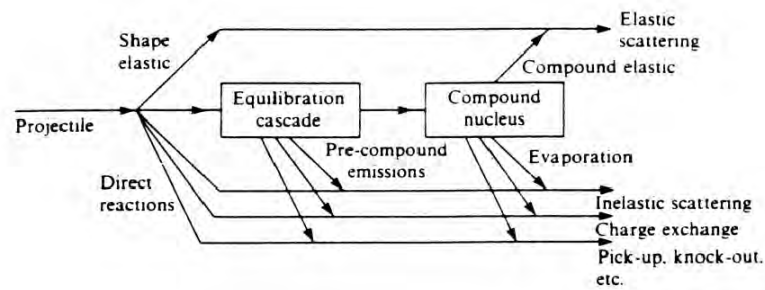 Elastic
scattering
Shape
elastic
Compound elastic
Equilibration
cascade
Compound
nucleus
Projectile
Pre-compound
emissions
Evaporation
Direct
reactions
Inelastic scattering
Charge exchange
Pick-up, knock-out,
etc.